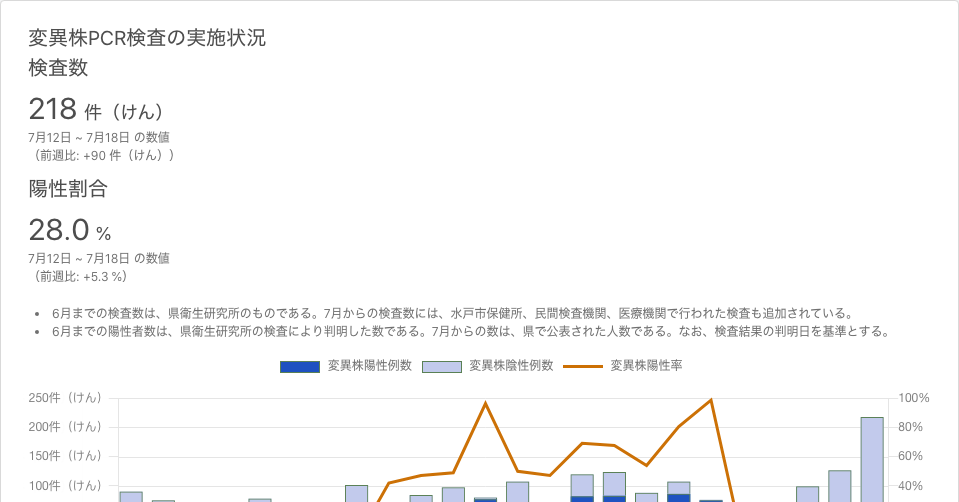 変異株PCR検査の実施状況
検査数
218 件（けん）
7月12日 ~ 7月18日 の数値
（前週比: +90 件（けん））
陽性割合
28.0 %
7月12日 ~ 7月18日 の数値
（前週比: +5.3 %）
• 6月までの検査数は、県衛生研究所のものである。7月からの検査数には、水戸市保健所、民間検査機関、医療機関で行われた検査も追加されている。
• 6月までの陽性者数は、県衛生研究所の検査により判明した数である。7月からの数は、県で公表された人数である。なお、検査結果の判明日を基準とする。
変異株陽性例数 変異株陰性例数 変異株陽性率
250件（けん） 100%
200件（けん） 80%
150件（けん） 60%
100件（けん） 40%